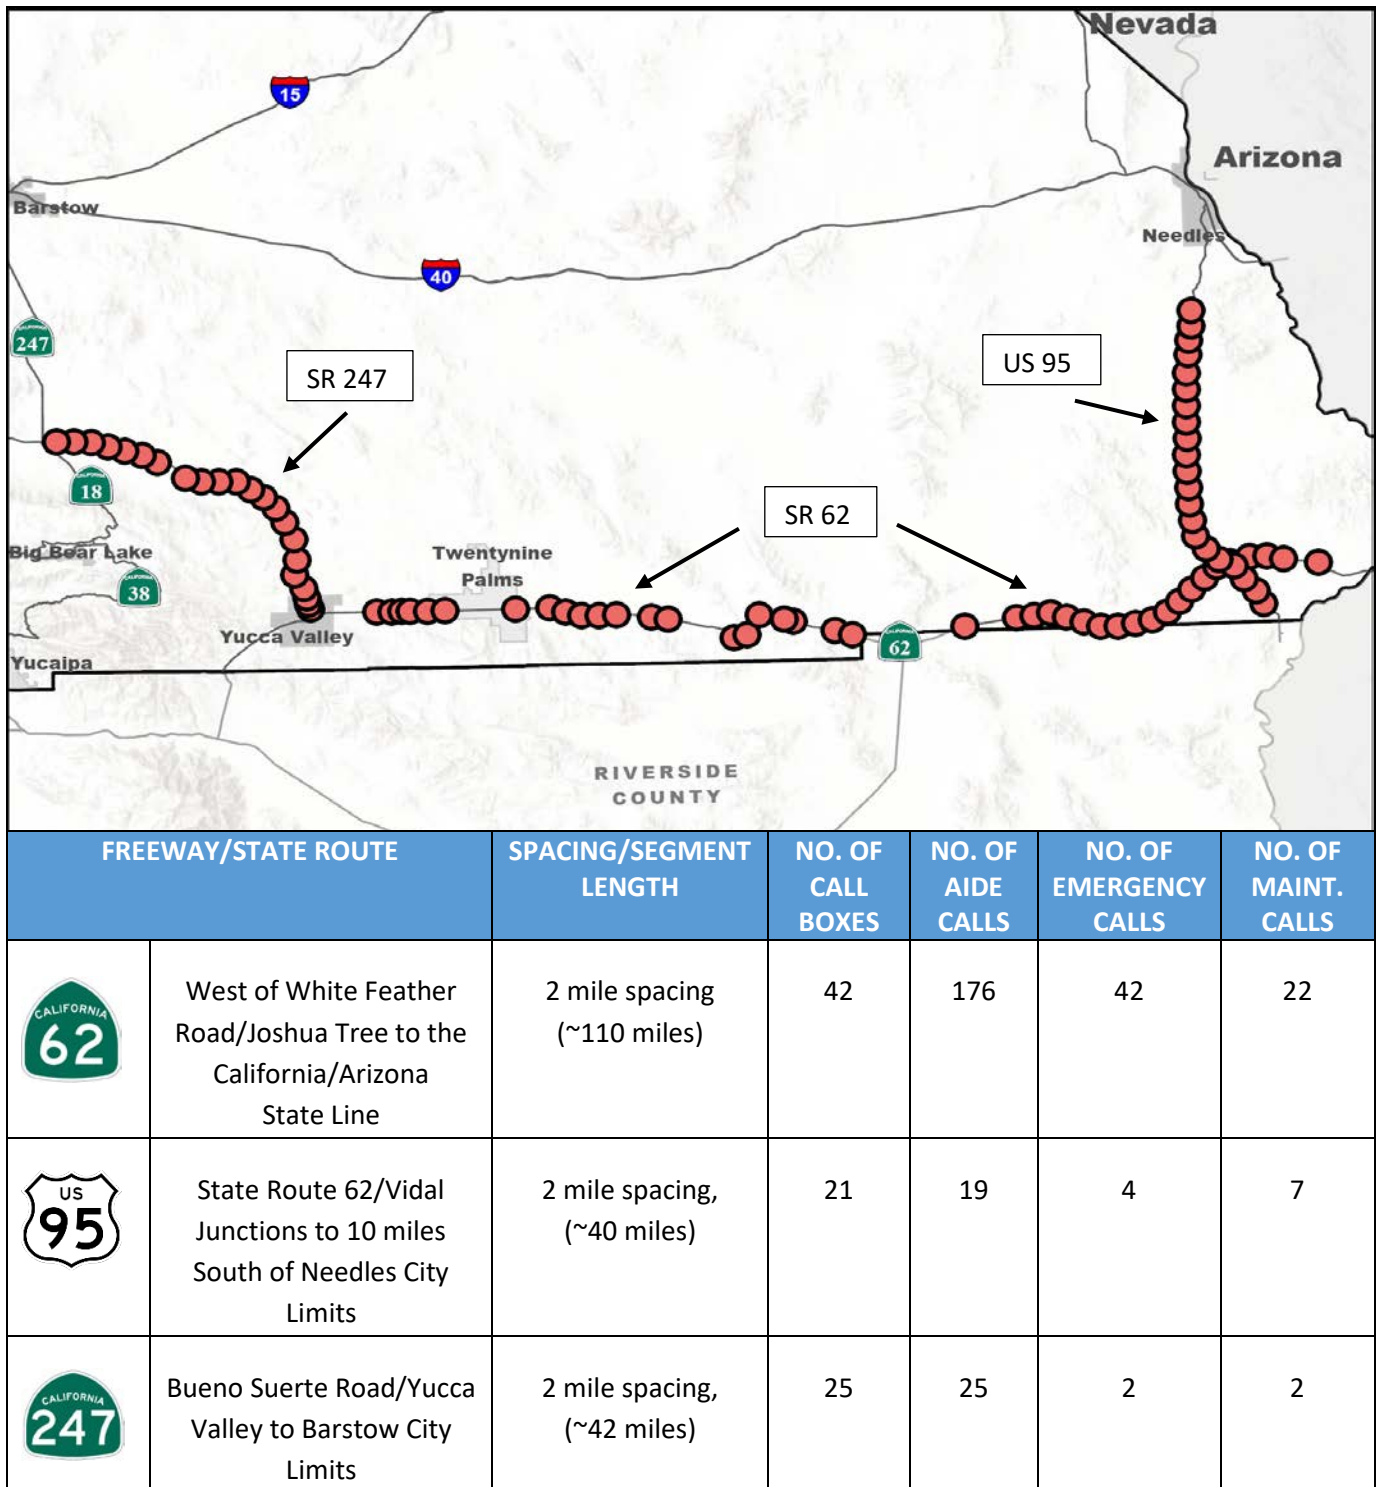 Nevada
15
Arizona
Barstow
Needles
40
CALIFORNIA
247
SR 247
US 95
CALIFORNIA
18
SR 62
Big Bear Lake
Twentynine
Palms
CALIFORNIA
38
Yucca Valley
CALIFORNIA
62
Yucaipa
RIVERSIDE
COUNTY
FREEWAY/STATE ROUTE
SPACING/SEGMENT
LENGTH
NO. OF
CALL
BOXES
NO. OF
AIDE
CALLS
NO. OF
EMERGENCY
CALLS
NO. OF
MAINT.
CALLS
CALIFORNIA
62
West of White Feather
Road/Joshua Tree to the
California/Arizona
State Line
2 mile spacing
(~110 miles)
42
176
42
22
US
95
State Route 62/Vidal
Junctions to 10 miles
South of Needles City
Limits
2 mile spacing,
(~40 miles)
21
19
4
7
CALIFORNIA
247
Bueno Suerte Road/Yucca
Valley to Barstow City
Limits
2 mile spacing,
(~42 miles)
25
25
2
2